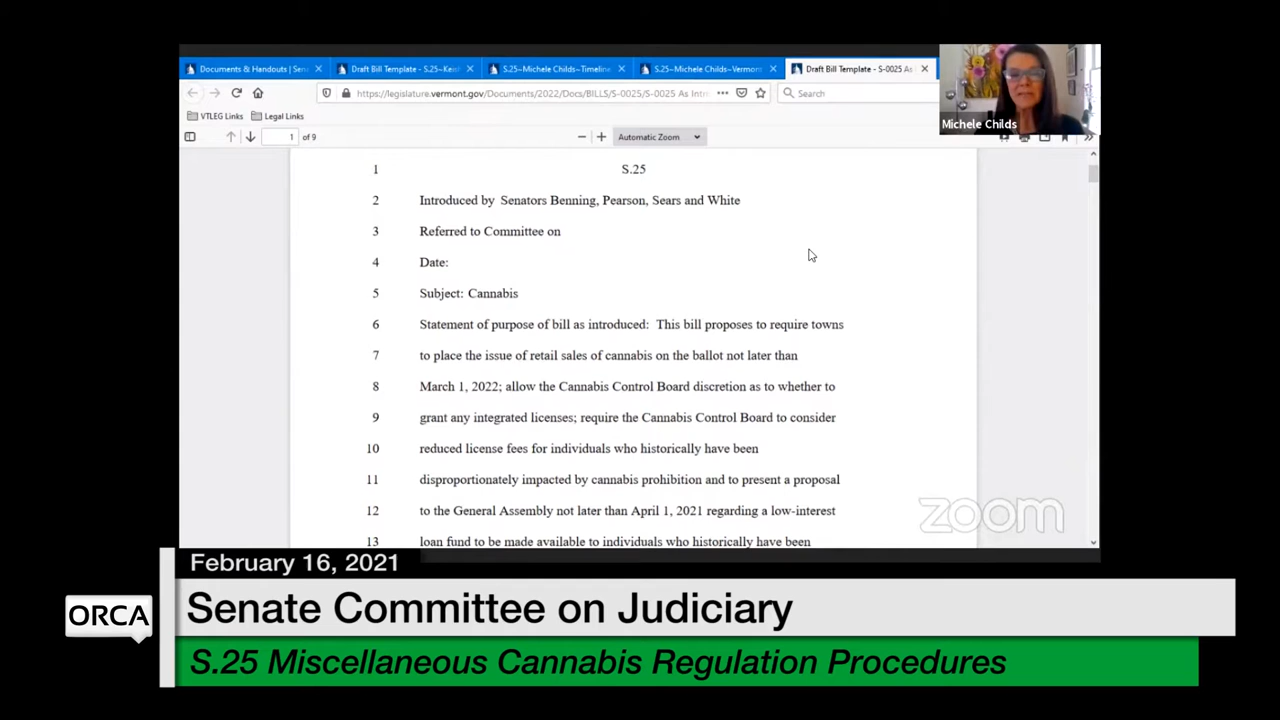 Documents & Handouts | Sen
Draft Bill Template - S.25~Keis
S.25~Michele Childs~Timeline
S.25~Michele Childs~Vermont
Draft Bill Template - S-0025 As I
https://legislature.vermont.gov/Documents/2022/Docs/BILLS/S-0025/S-0025 As Intr
Search
Michele Childs
VTLEG Links
Legal Links
1 of 9
Automatic Zoom
1 S.25
2 Introduced by Senators Benning, Pearson, Sears and White
3 Referred to Committee on
4 Date:
5 Subject: Cannabis
6 Statement of purpose of bill as introduced: This bill proposes to require towns
7 to place the issue of retail sales of cannabis on the ballot not later than
8 March 1, 2022; allow the Cannabis Control Board discretion as to whether to
9 grant any integrated licenses; require the Cannabis Control Board to consider
10 reduced license fees for individuals who historically have been
11 disproportionately impacted by cannabis prohibition and to present a proposal
12 to the General Assembly not later than April 1, 2021 regarding a low-interest
13 loan fund to be made available to individuals who historically have been
zoom
February 16, 2021
ORCA
Senate Committee on Judiciary
S.25 Miscellaneous Cannabis Regulation Procedures